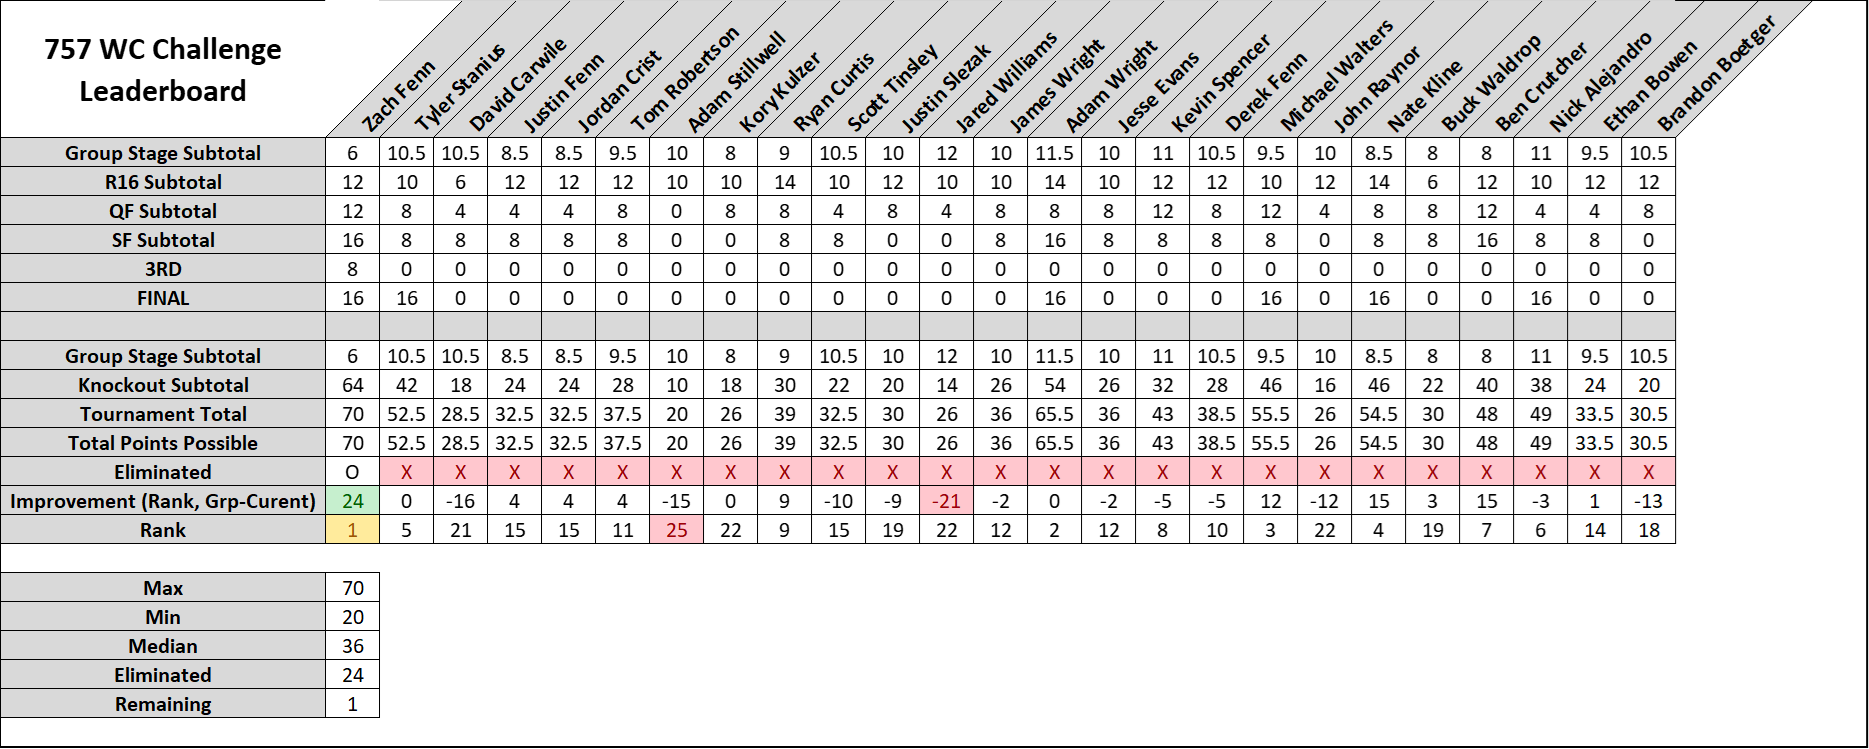 757 WC Challenge
Leaderboard
Zach Fenn
Tyler Stanius
David Carwile
Justin Fenn
Jordan Crist
Tom Robertson
Adam Stillwell
Kory Kulzer
Ryan Curtis
Scott Tinsley
Justin Slezak
Jared Williams
James Wright
Adam Wright
Jesse Evans
Kevin Spencer
Derek Fenn
Michael Walters
John Raynor
Nate Kline
Buck Waldrop
Ben Crutcher
Nick Alejandro
Ethan Bowen
Brandon Boetger
Group Stage Subtotal 6 10.5 10.5 8.5 8.5 9.5 10 8 9 10.5 10 12 10 11.5 10 11 10.5 9.5 10 8.5 8 8 11 9.5 10.5
R16 Subtotal 12 10 6 12 12 12 10 10 14 10 12 10 10 14 10 12 12 10 12 14 6 12 10 12 12
QF Subtotal 12 8 4 4 4 8 0 8 8 4 8 4 8 8 8 12 8 12 4 8 8 12 4 4 8
SF Subtotal 16 8 8 8 8 8 0 0 8 8 0 0 8 16 8 8 8 8 0 8 8 16 8 8 0
3RD 8 0 0 0 0 0 0 0 0 0 0 0 0 0 0 0 0 0 0 0 0 0 0 0 0
FINAL 16 16 0 0 0 0 0 0 0 0 0 0 0 16 0 0 0 16 0 16 0 0 16 0 0
Group Stage Subtotal 6 10.5 10.5 8.5 8.5 9.5 10 8 9 10.5 10 12 10 11.5 10 11 10.5 9.5 10 8.5 8 8 11 9.5 10.5
Knockout Subtotal 64 42 18 24 24 28 10 18 30 22 20 14 26 54 26 32 28 46 16 46 22 40 38 24 20
Tournament Total 70 52.5 28.5 32.5 32.5 37.5 20 26 39 32.5 30 26 36 65.5 36 43 38.5 55.5 26 54.5 30 48 49 33.5 30.5
Total Points Possible 70 52.5 28.5 32.5 32.5 37.5 20 26 39 32.5 30 26 36 65.5 36 43 38.5 55.5 26 54.5 30 48 49 33.5 30.5
Eliminated O X X X X X X X X X X X X X X X X X X X X X X X X
Improvement (Rank, Grp-Curent) 24 0 -16 4 4 4 -15 0 9 -10 -9 -21 -2 0 -2 -5 -5 12 -12 15 3 15 -3 1 -13
Rank 1 5 21 15 15 11 25 22 9 15 19 22 12 2 12 8 10 3 22 4 19 7 6 14 18
Max 70
Min 20
Median 36
Eliminated 24
Remaining 1